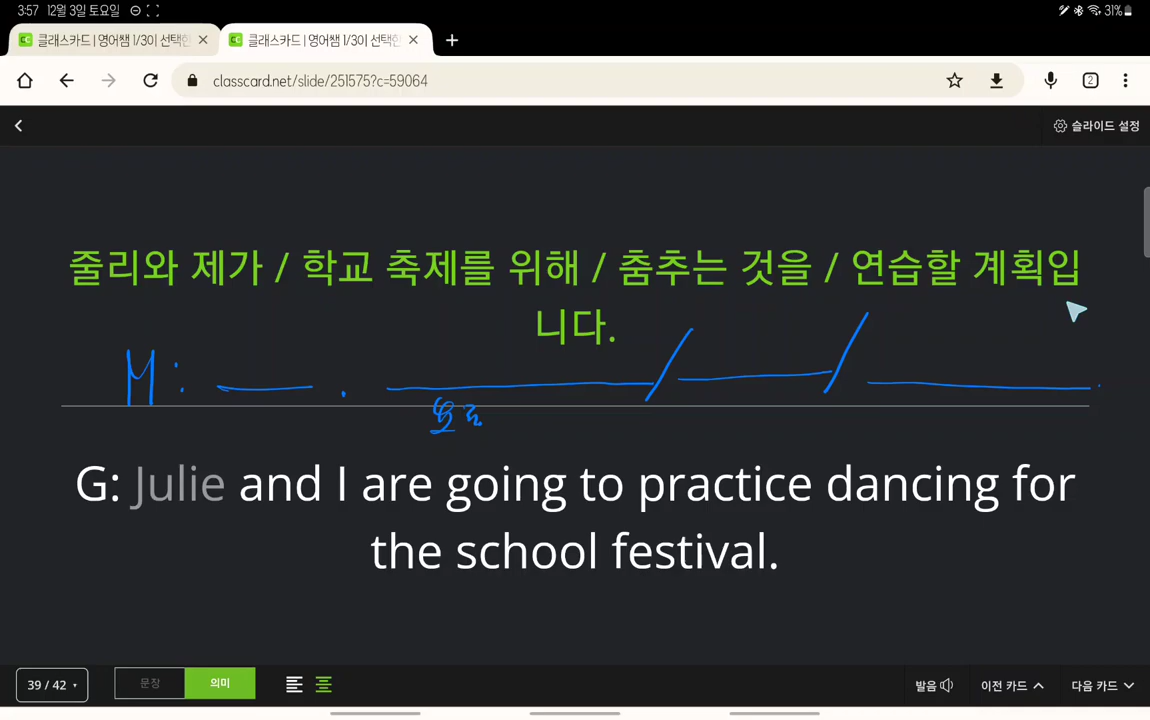 3:57 12월 3일 토요일 31%
클래스카드 | 영어쌤 1/30| 선택한 클래스카드 | 영어쌤 1/30| 선택한
classcard.net/slide/251575?c=59064 2
슬라이드 설정
줄리와 제가 / 학교 축제를 위해 / 춤추는 것을 / 연습할 계획입
니다.
M:
G: Julie and I are going to practice dancing for
the school festival.
39 / 42 문장 의미 발음 이전 카드 다음 카드